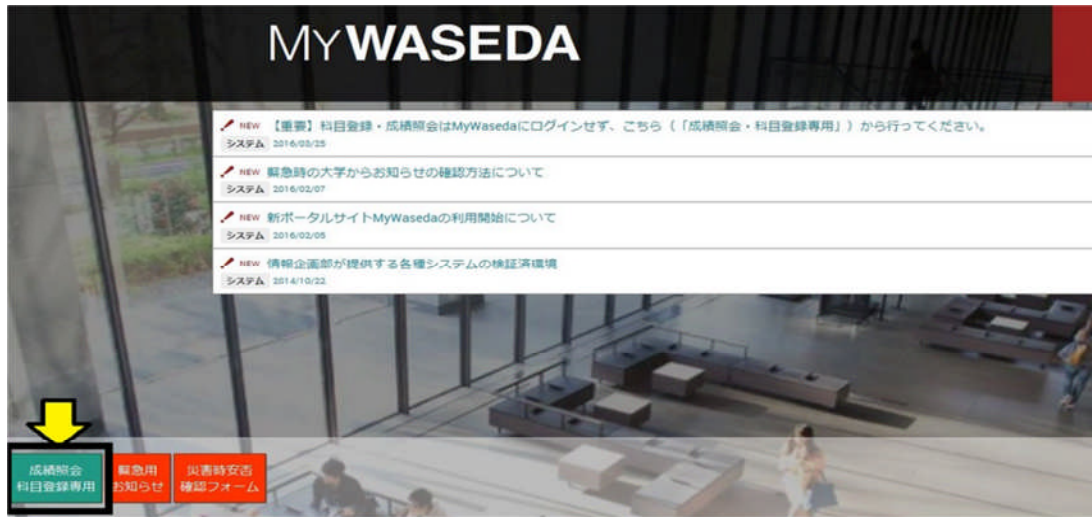 MYWASEDA
NEW 【重要】科目登録・成績照会はMyWasedaにログインせず、こちら（「成績照会・科目登録専用」）から行ってください。
システム 2016/03/25
NEW 緊急時の大学からお知らせの確認方法について
システム 2016/02/07
NEW 新ポータルサイトMyWasedaの利用開始について
システム 2016/02/05
NEW 情報企画部が提供する各種システムの検証済環境
システム 2014/10/22
成績照会
科目登録専用
緊急用
お知らせ
災害時安否
確認フォーム